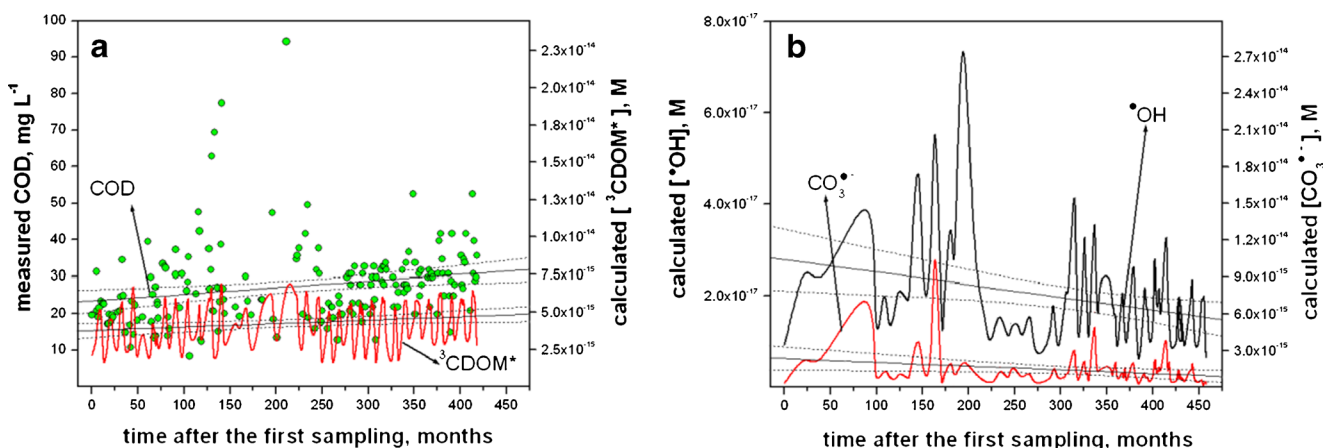 a
measured COD, mg L⁻¹
100
90
80
70
60
50
40
30
20
10
COD
³CDOM*
2.3x10⁻¹⁴
2.0x10⁻¹⁴
1.8x10⁻¹⁴
1.5x10⁻¹⁴
1.3x10⁻¹⁴
1.0x10⁻¹⁴
7.5x10⁻¹⁵
5.0x10⁻¹⁵
2.5x10⁻¹⁵
calculated [³CDOM*], M
0 50 100 150 200 250 300 350 400 450
time after the first sampling, months
b
calculated [•OH], M
8.0x10⁻¹⁷
6.0x10⁻¹⁷
4.0x10⁻¹⁷
2.0x10⁻¹⁷
CO₃•-
•OH
2.7x10⁻¹⁴
2.4x10⁻¹⁴
2.1x10⁻¹⁴
1.8x10⁻¹⁴
1.5x10⁻¹⁴
1.2x10⁻¹⁴
9.0x10⁻¹⁵
6.0x10⁻¹⁵
3.0x10⁻¹⁵
calculated [CO₃•-], M
0 50 100 150 200 250 300 350 400 450
time after the first sampling, months